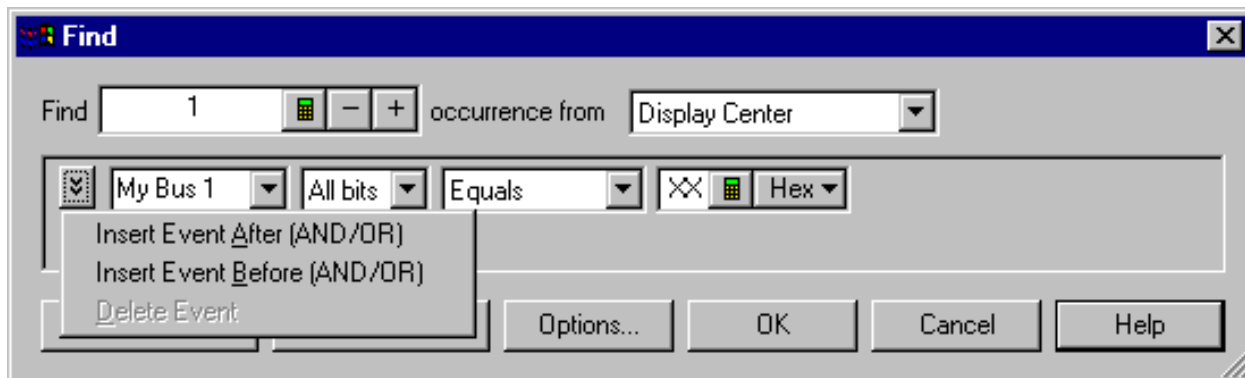 Find
Find 1 − + occurrence from Display Center
My Bus 1 All bits Equals XX Hex
Insert Event After (AND/OR)
Insert Event Before (AND/OR)
Delete Event
Options... OK Cancel Help